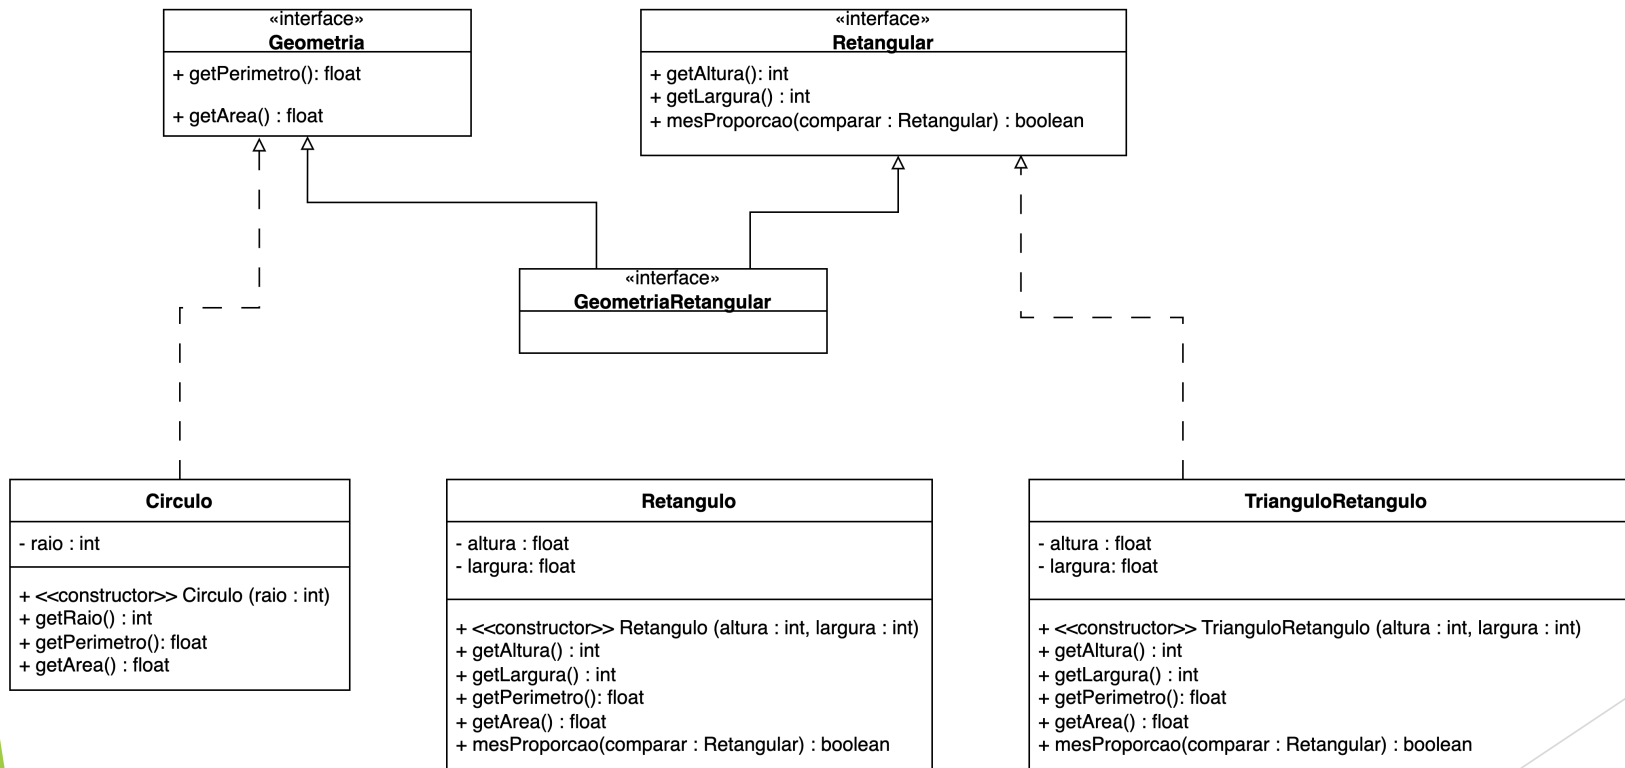 «interface»
Geometria
+ getPerimetro(): float
+ getArea() : float
«interface»
Retangular
+ getAltura(): int
+ getLargura() : int
+ mesProporcao(comparar : Retangular) : boolean
«interface»
GeometriaRetangular
Circulo
- raio : int
+ <<constructor>> Circulo (raio : int)
+ getRaio() : int
+ getPerimetro(): float
+ getArea() : float
Retangulo
- altura : float
- largura: float
+ <<constructor>> Retangulo (altura : int, largura : int)
+ getAltura() : int
+ getLargura() : int
+ getPerimetro(): float
+ getArea() : float
+ mesProporcao(comparar : Retangular) : boolean
TrianguloRetangulo
- altura : float
- largura: float
+ <<constructor>> TrianguloRetangulo (altura : int, largura : int)
+ getAltura() : int
+ getLargura() : int
+ getPerimetro(): float
+ getArea() : float
+ mesProporcao(comparar : Retangular) : boolean